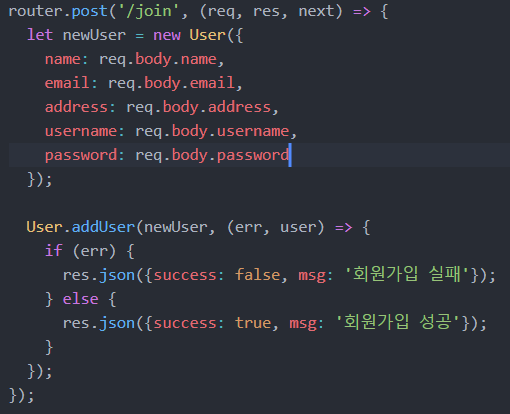 router.post('/join', (req, res, next) => {
  let newUser = new User({
    name: req.body.name,
    email: req.body.email,
    address: req.body.address,
    username: req.body.username,
    password: req.body.password
  });

  User.addUser(newUser, (err, user) => {
    if (err) {
      res.json({success: false, msg: '회원가입 실패'});
    } else {
      res.json({success: true, msg: '회원가입 성공'});
    }
  });
});